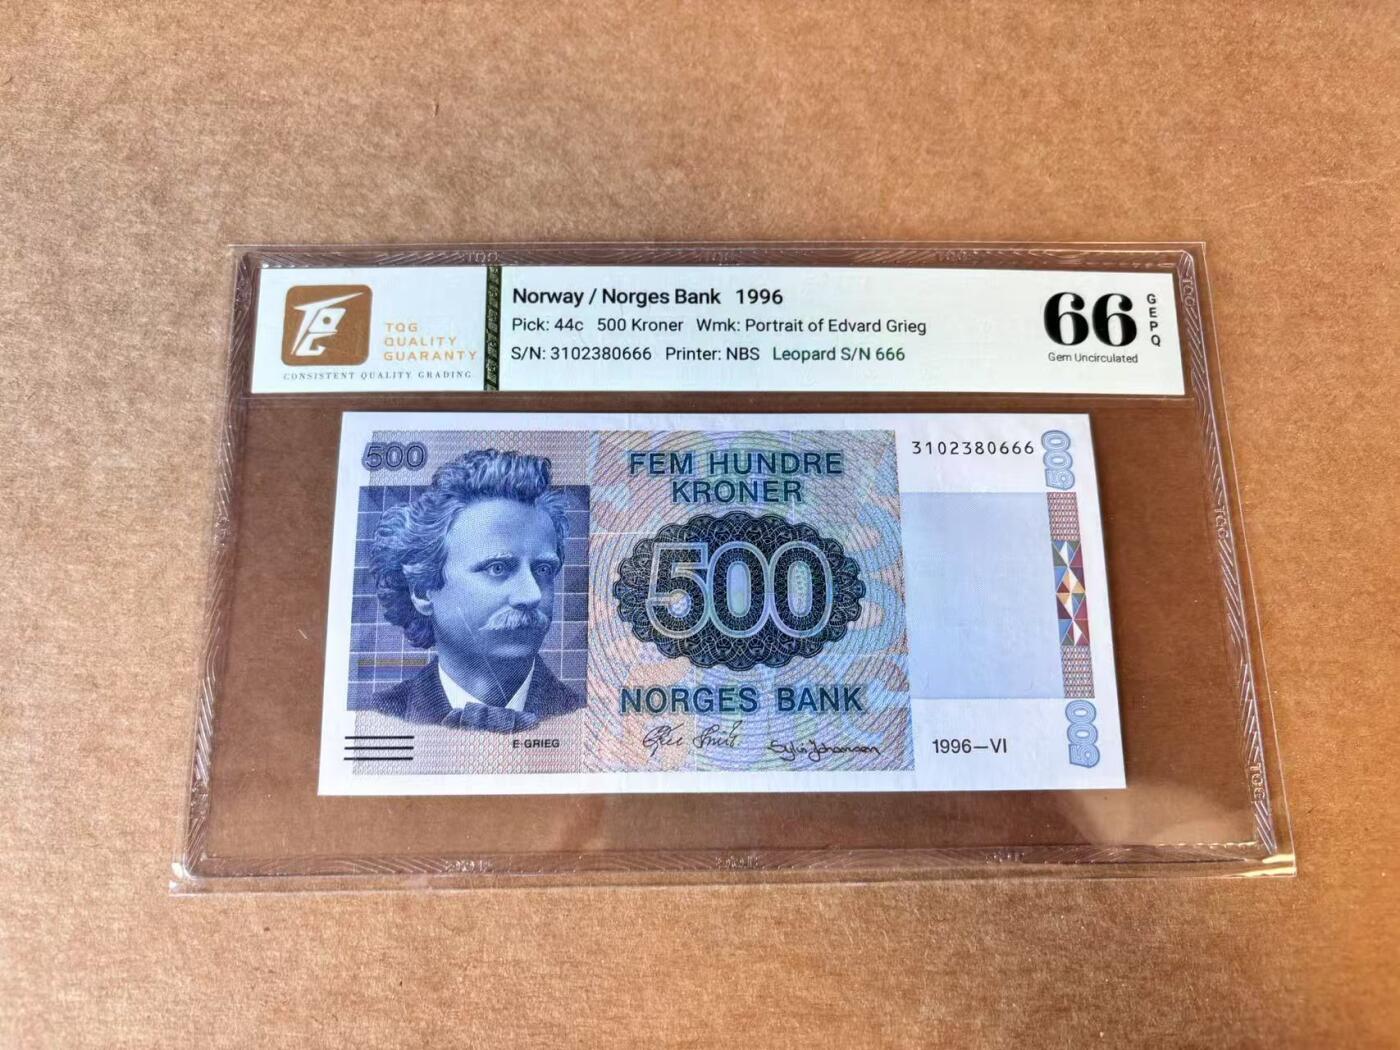 TQG
QUALITY
GUARANTY
CONSISTENT QUALITY GRADING
Norway / Norges Bank 1996
Pick: 44c 500 Kroner Wmk: Portrait of Edvard Grieg
S/N: 3102380666 Printer: NBS Leopard S/N 666
66
GEPQ
Gem Uncirculated
500
FEM HUNDRE
KRONER
3102380666
500
500
NORGES BANK
E·GRIEG
1996—VI
500